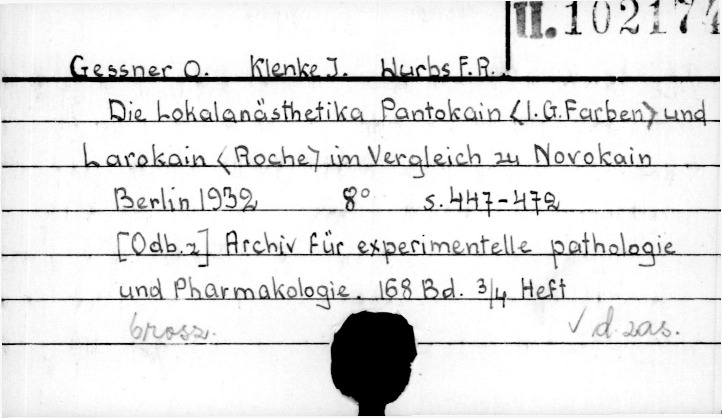 II. 102174
Gessner O. Klenke J. Wurbs F.R.
Die Lokalanästhetika Pantokain <I.G.Farben> und
Larokain <Roche> im Vergleich zu Novokain
Berlin 1932 8° s. 447-472
[Odb.z] Archiv für experimentelle pathologie
und Pharmakologie. 168 Bd. 3/4 Heft
brosz. √ d.zas.